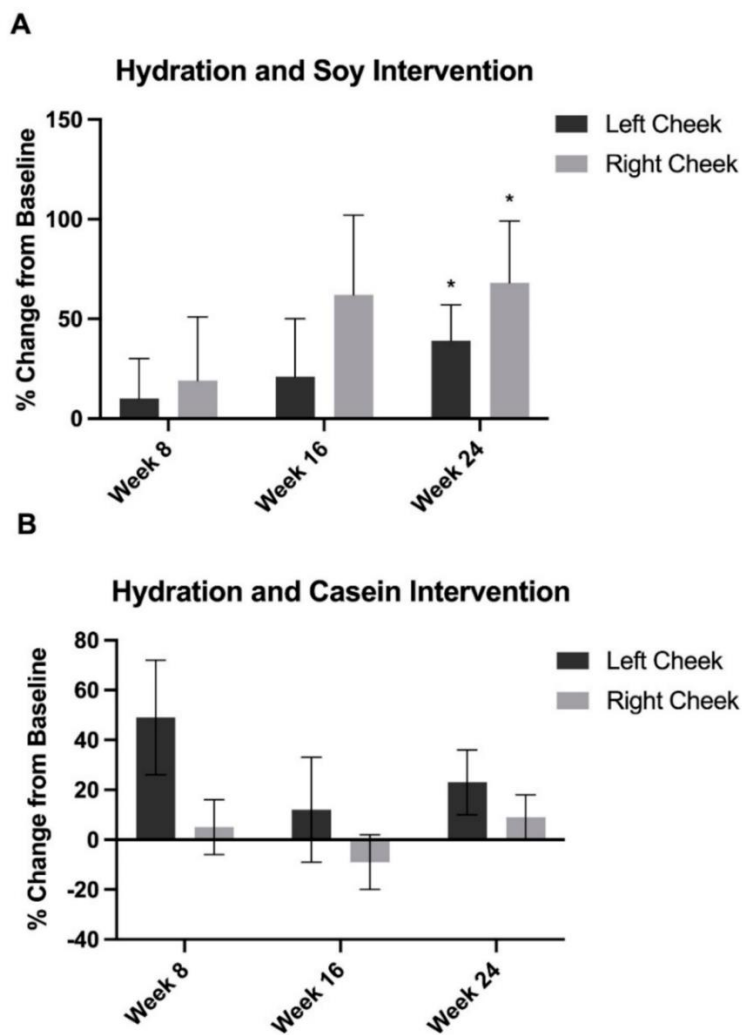 A
Hydration and Soy Intervention
% Change from Baseline
150
100
50
0
*
*
Left Cheek
Right Cheek
Week 8
Week 16
Week 24
B
Hydration and Casein Intervention
% Change from Baseline
80
60
40
20
0
-20
-40
Left Cheek
Right Cheek
Week 8
Week 16
Week 24